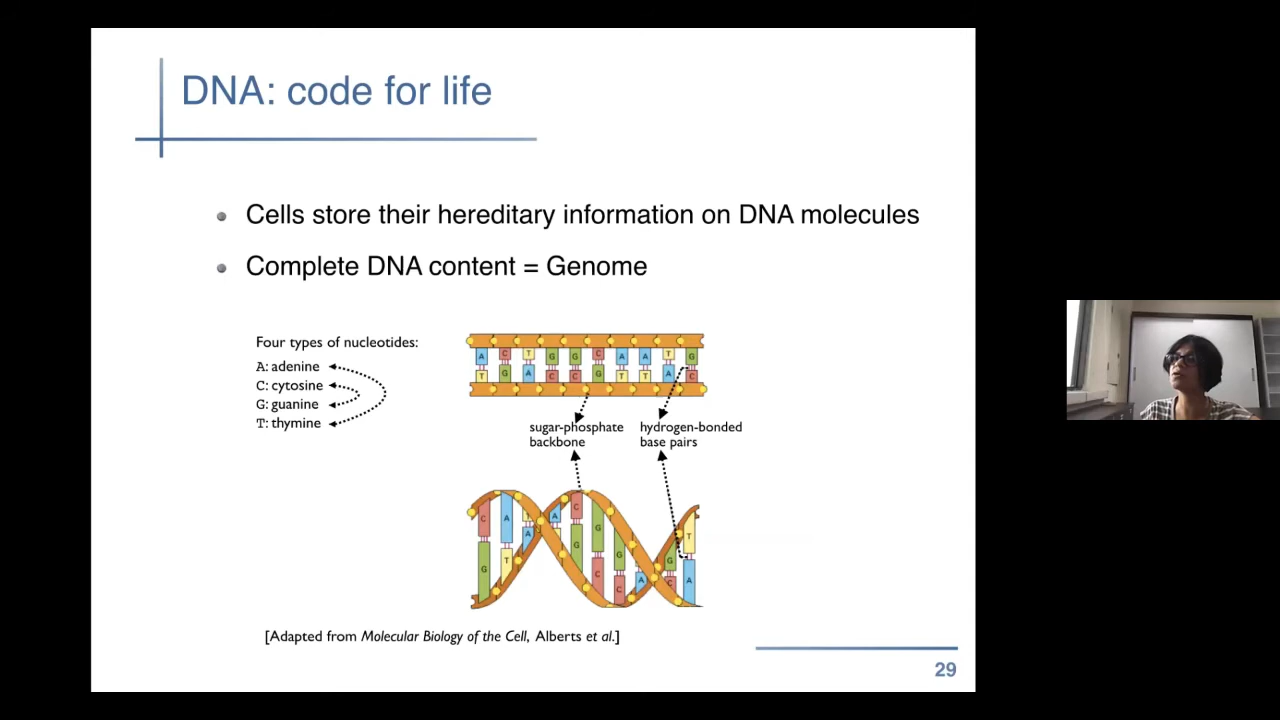 DNA: code for life
Cells store their hereditary information on DNA molecules
Complete DNA content = Genome
Four types of nucleotides:
A: adenine
C: cytosine
G: guanine
T: thymine
A C T G G C A A T G
T G A C C G T T A C
sugar-phosphate
backbone
hydrogen-bonded
base pairs
C A A C G G G T
G T A G C C A C A
[Adapted from Molecular Biology of the Cell, Alberts et al.]
29